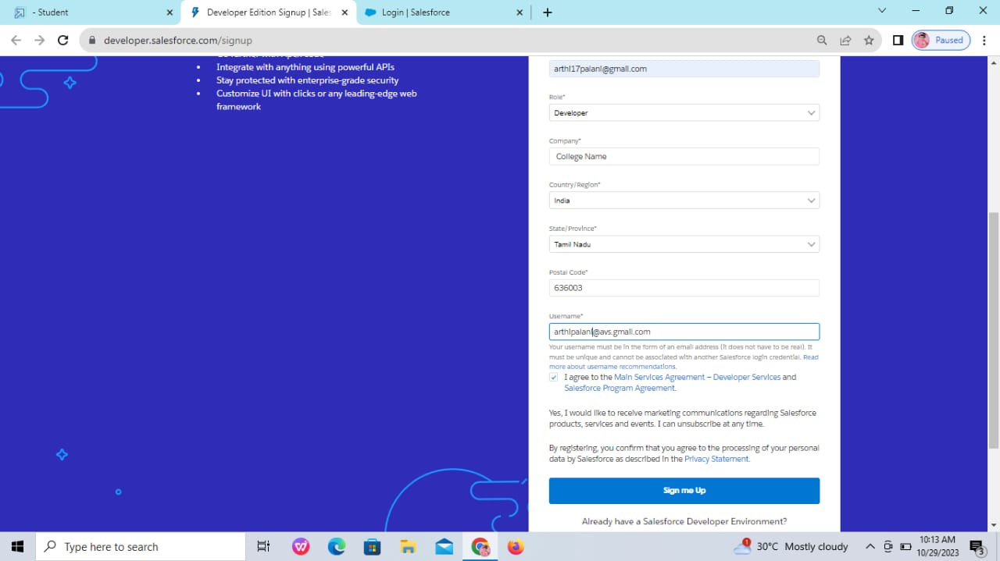 - Student
Developer Edition Signup | Sales
Login | Salesforce
developer.salesforce.com/signup
Paused
Integrate with anything using powerful APIs
Stay protected with enterprise-grade security
Customize UI with clicks or any leading-edge web
framework
arthi17palani@gmail.com
Role*
Developer
Company*
College Name
Country/Region*
India
State/Province*
Tamil Nadu
Postal Code*
636003
Username*
arthipalani@avs.gmail.com
Your username must be in the form of an email address (it does not have to be real). It
must be unique and cannot be associated with another Salesforce login credential. Read
more about username recommendations.
I agree to the Main Services Agreement – Developer Services and
Salesforce Program Agreement.
Yes, I would like to receive marketing communications regarding Salesforce
products, services and events. I can unsubscribe at any time.
By registering, you confirm that you agree to the processing of your personal
data by Salesforce as described in the Privacy Statement.
Sign me Up
Already have a Salesforce Developer Environment?
Type here to search
1
30°C Mostly cloudy
10:13 AM
10/29/2023
3